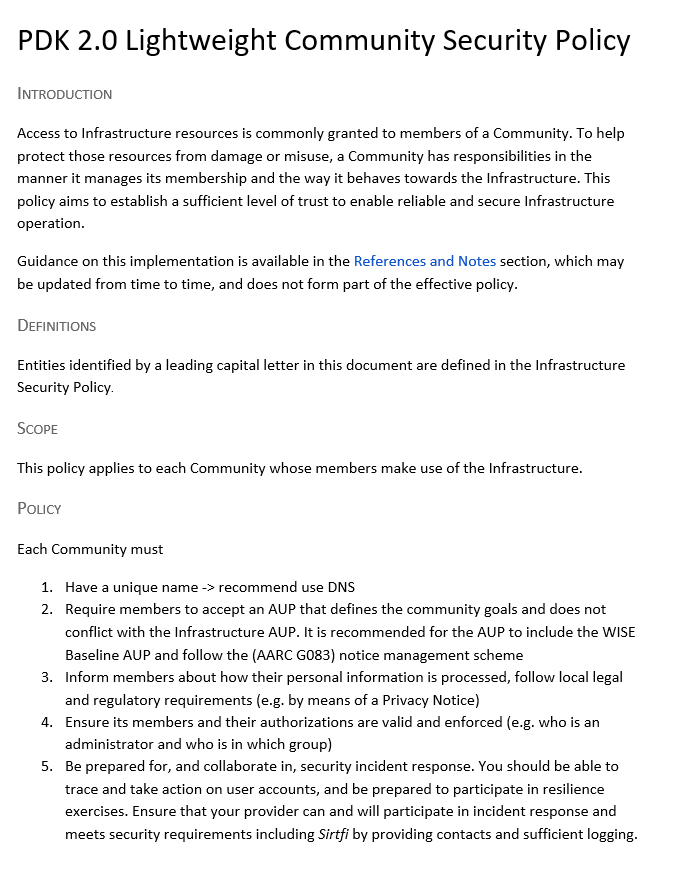 PDK 2.0 Lightweight Community Security Policy
INTRODUCTION
Access to Infrastructure resources is commonly granted to members of a Community. To help
protect those resources from damage or misuse, a Community has responsibilities in the
manner it manages its membership and the way it behaves towards the Infrastructure. This
policy aims to establish a sufficient level of trust to enable reliable and secure Infrastructure
operation.
Guidance on this implementation is available in the References and Notes section, which may
be updated from time to time, and does not form part of the effective policy.
DEFINITIONS
Entities identified by a leading capital letter in this document are defined in the Infrastructure
Security Policy.
SCOPE
This policy applies to each Community whose members make use of the Infrastructure.
POLICY
Each Community must
1. Have a unique name -> recommend use DNS
2. Require members to accept an AUP that defines the community goals and does not
conflict with the Infrastructure AUP. It is recommended for the AUP to include the WISE
Baseline AUP and follow the (AARC G083) notice management scheme
3. Inform members about how their personal information is processed, follow local legal
and regulatory requirements (e.g. by means of a Privacy Notice)
4. Ensure its members and their authorizations are valid and enforced (e.g. who is an
administrator and who is in which group)
5. Be prepared for, and collaborate in, security incident response. You should be able to
trace and take action on user accounts, and be prepared to participate in resilience
exercises. Ensure that your provider can and will participate in incident response and
meets security requirements including Sirtfi by providing contacts and sufficient logging.